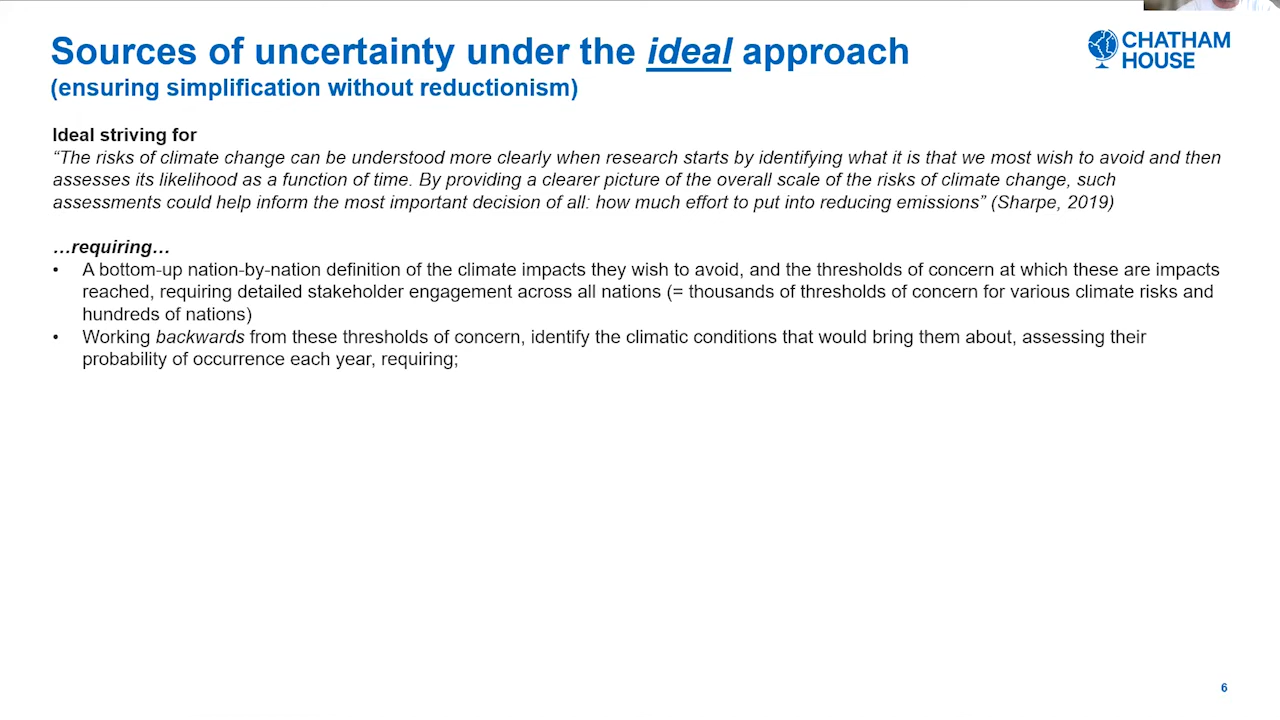 Sources of uncertainty under the ideal approach
(ensuring simplification without reductionism)
CHATHAM
HOUSE
Ideal striving for
“The risks of climate change can be understood more clearly when research starts by identifying what it is that we most wish to avoid and then
assesses its likelihood as a function of time. By providing a clearer picture of the overall scale of the risks of climate change, such
assessments could help inform the most important decision of all: how much effort to put into reducing emissions” (Sharpe, 2019)
…requiring…
• A bottom-up nation-by-nation definition of the climate impacts they wish to avoid, and the thresholds of concern at which these are impacts
reached, requiring detailed stakeholder engagement across all nations (= thousands of thresholds of concern for various climate risks and
hundreds of nations)
• Working backwards from these thresholds of concern, identify the climatic conditions that would bring them about, assessing their
probability of occurrence each year, requiring;
6